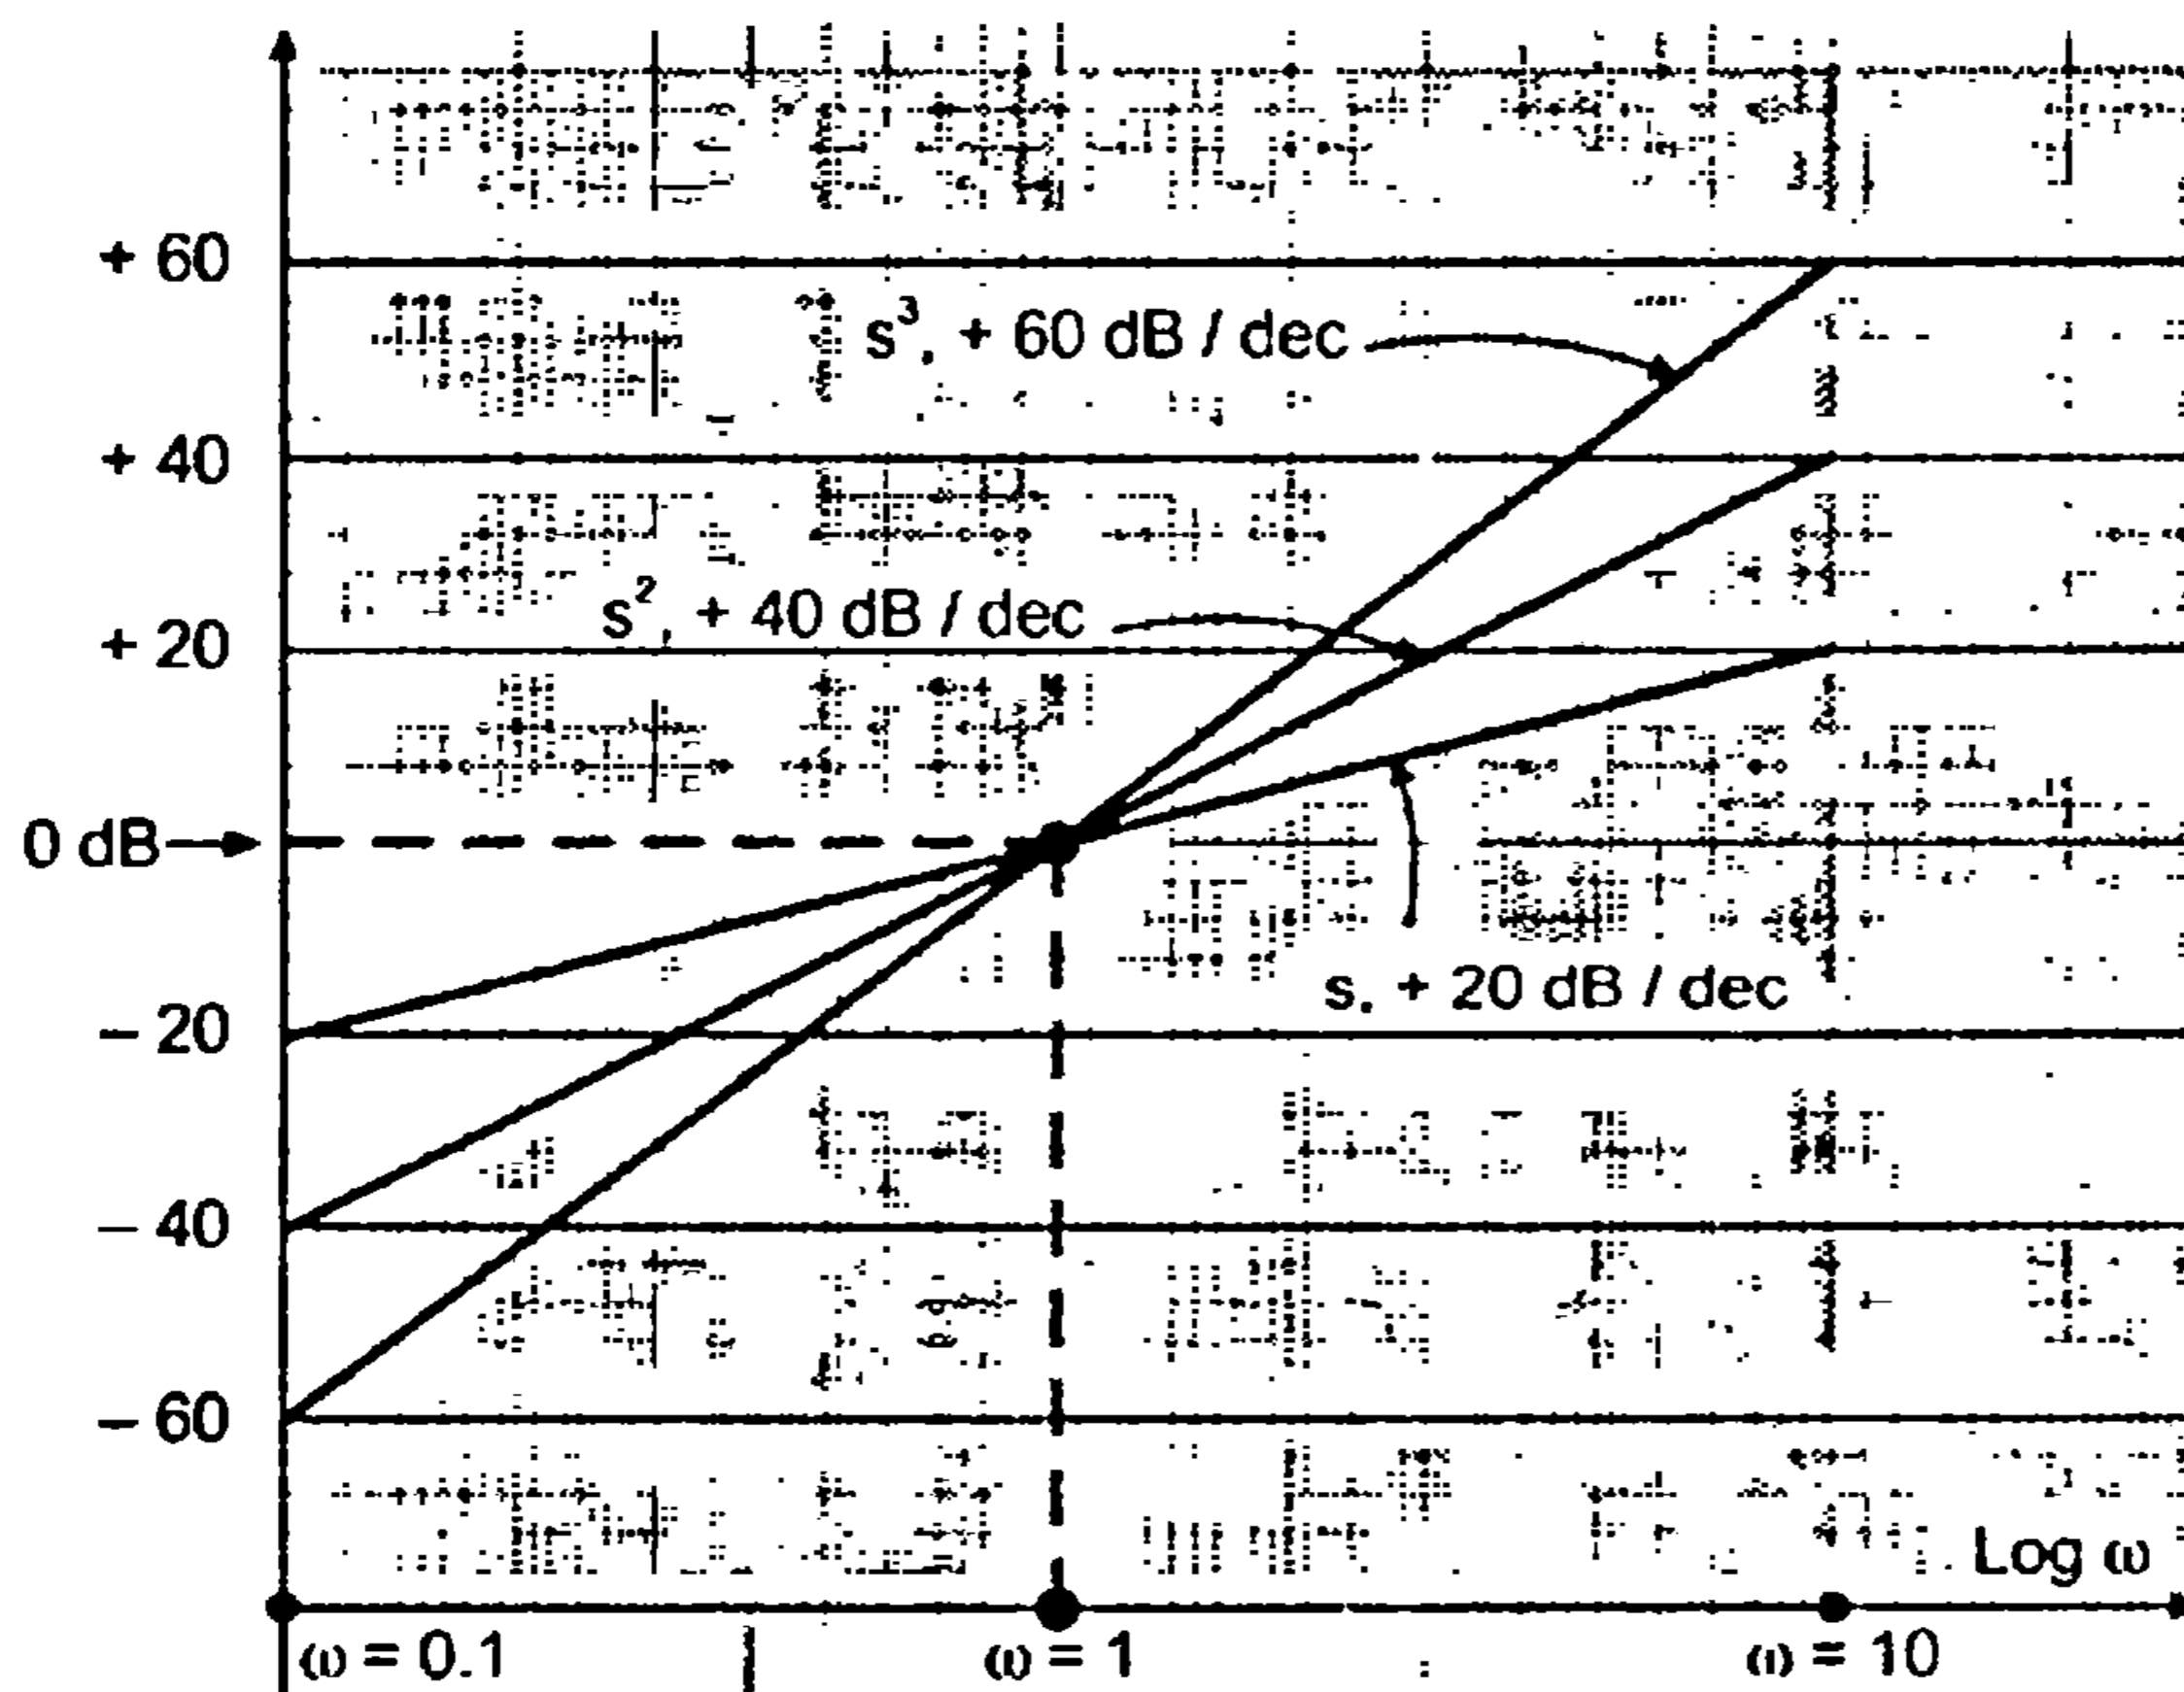 + 60
s³, + 60 dB / dec
+ 40
s², + 40 dB / dec
+ 20
0 dB
s, + 20 dB / dec
– 20
– 40
– 60
Log ω
ω = 0.1
ω = 1
ω = 10